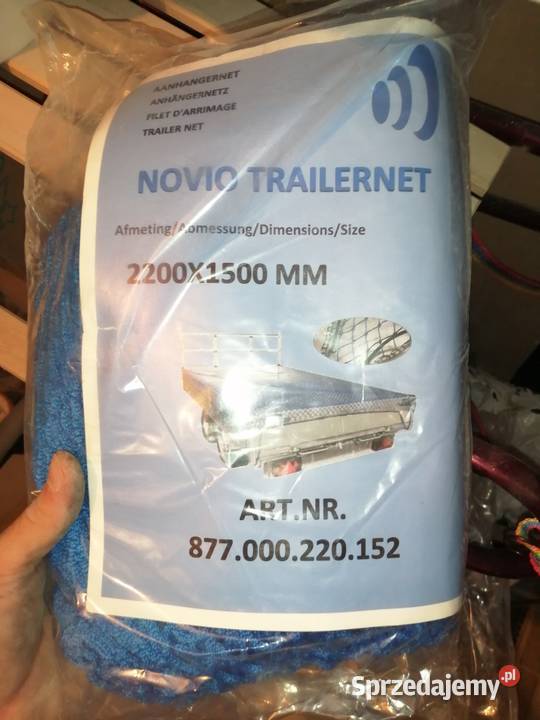 AANHANGERNET
ANHÄNGERNETZ
FILET D'ARRIMAGE
TRAILER NET
NOVIO TRAILERNET
Afmeting/Abmessung/Dimensions/Size
2200X1500 MM
ART.NR.
877.000.220.152
Sprzedajemy.pl